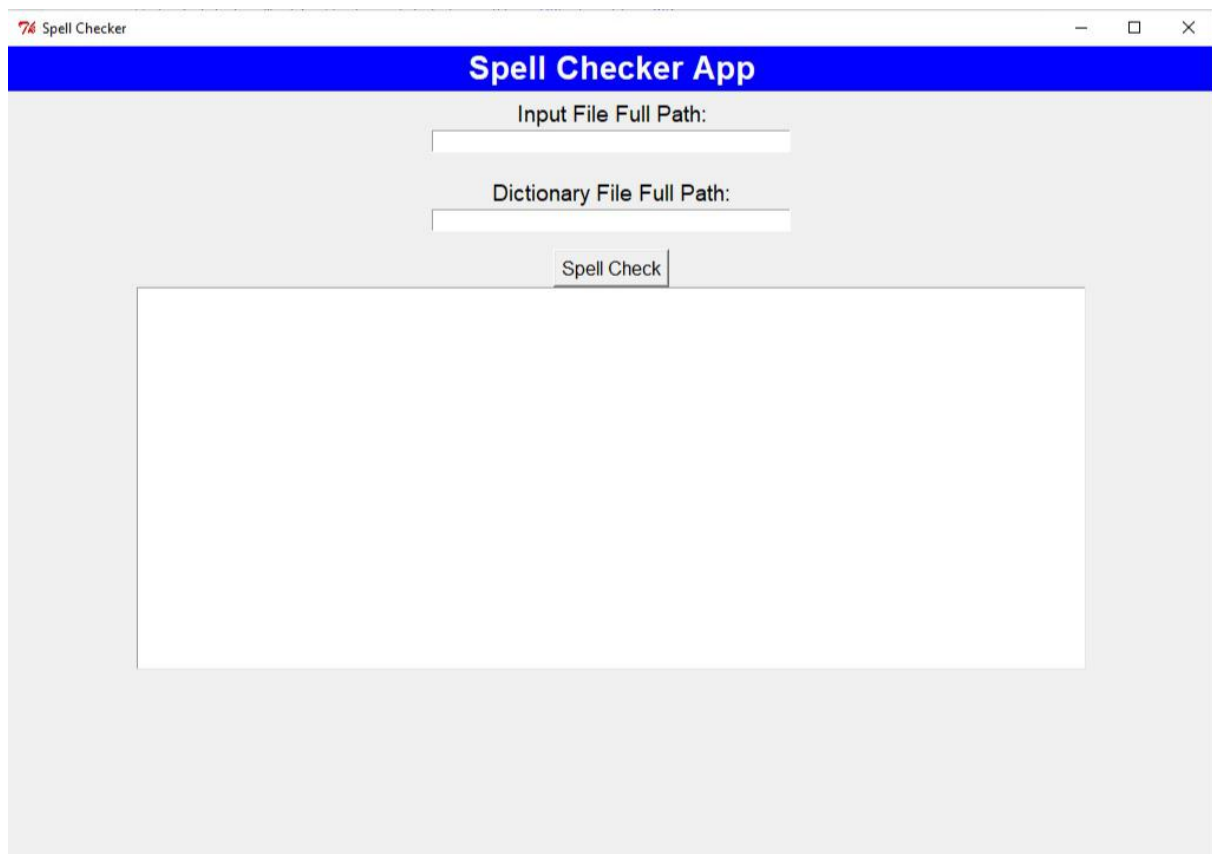 Spell Checker
Spell Checker App
Input File Full Path:
Dictionary File Full Path:
Spell Check